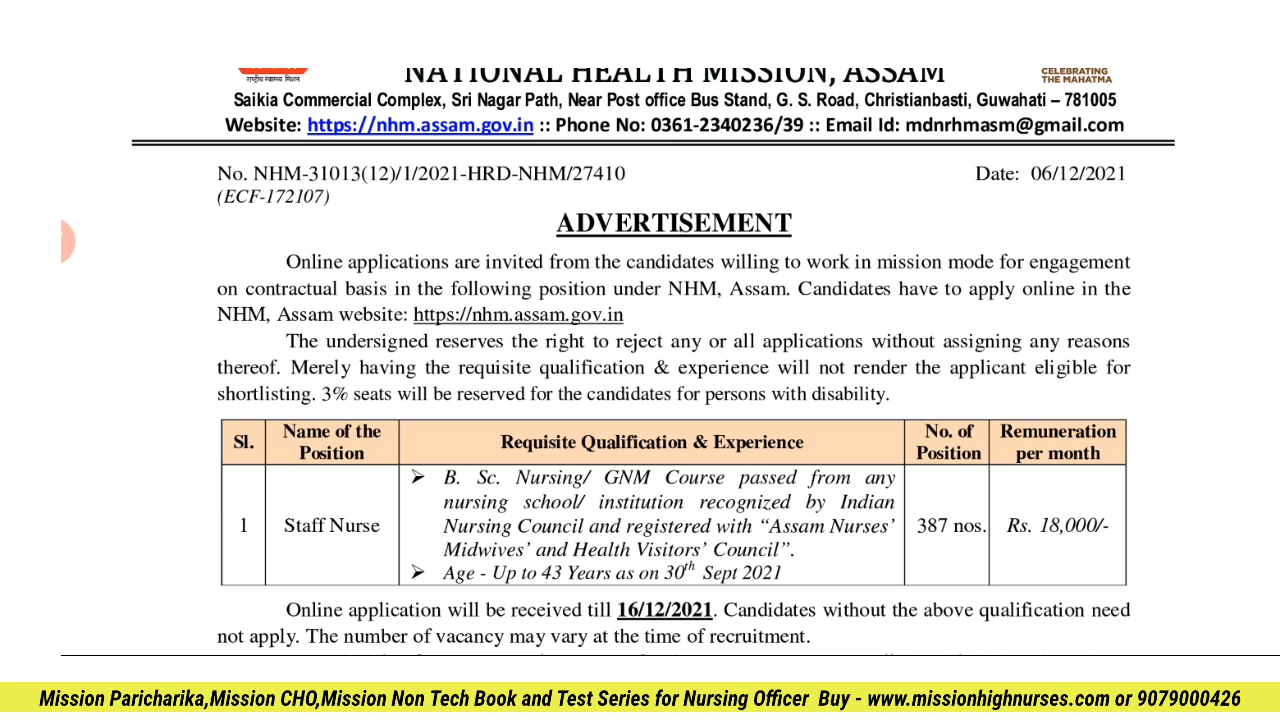 राष्ट्रीय स्वास्थ्य मिशन
NATIONAL HEALTH MISSION, ASSAM
CELEBRATING
THE MAHATMA
Saikia Commercial Complex, Sri Nagar Path, Near Post office Bus Stand, G. S. Road, Christianbasti, Guwahati – 781005
Website: https://nhm.assam.gov.in :: Phone No: 0361-2340236/39 :: Email Id: mdnrhmasm@gmail.com
No. NHM-31013(12)/1/2021-HRD-NHM/27410 Date: 06/12/2021
(ECF-172107)
ADVERTISEMENT
Online applications are invited from the candidates willing to work in mission mode for engagement
on contractual basis in the following position under NHM, Assam. Candidates have to apply online in the
NHM, Assam website: https://nhm.assam.gov.in
The undersigned reserves the right to reject any or all applications without assigning any reasons
thereof. Merely having the requisite qualification & experience will not render the applicant eligible for
shortlisting. 3% seats will be reserved for the candidates for persons with disability.
Sl. Name of the Position Requisite Qualification & Experience No. of Position Remuneration per month
1 Staff Nurse
➢ B. Sc. Nursing/ GNM Course passed from any
nursing school/ institution recognized by Indian
Nursing Council and registered with “Assam Nurses’
Midwives’ and Health Visitors’ Council”.
➢ Age - Up to 43 Years as on 30th Sept 2021
387 nos. Rs. 18,000/-
Online application will be received till 16/12/2021. Candidates without the above qualification need
not apply. The number of vacancy may vary at the time of recruitment.
Mission Paricharika,Mission CHO,Mission Non Tech Book and Test Series for Nursing Officer Buy - www.missionhighnurses.com or 9079000426